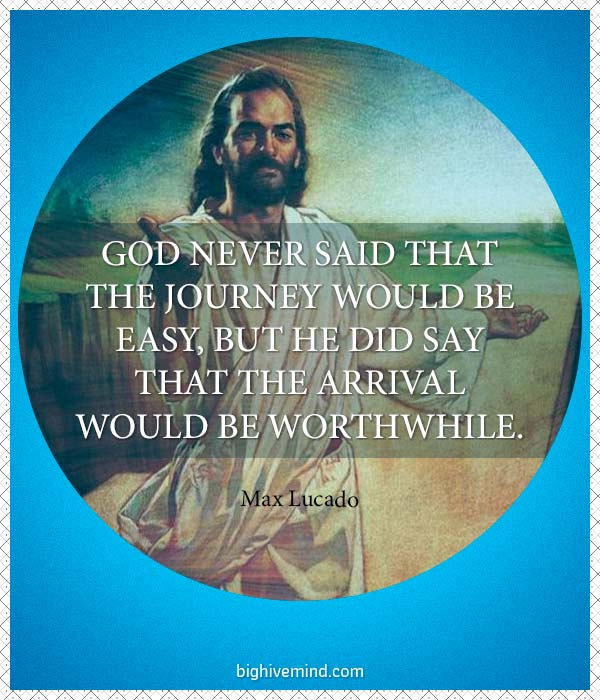 GOD NEVER SAID THAT
THE JOURNEY WOULD BE
EASY, BUT HE DID SAY
THAT THE ARRIVAL
WOULD BE WORTHWHILE.
Max Lucado
bighivemind.com